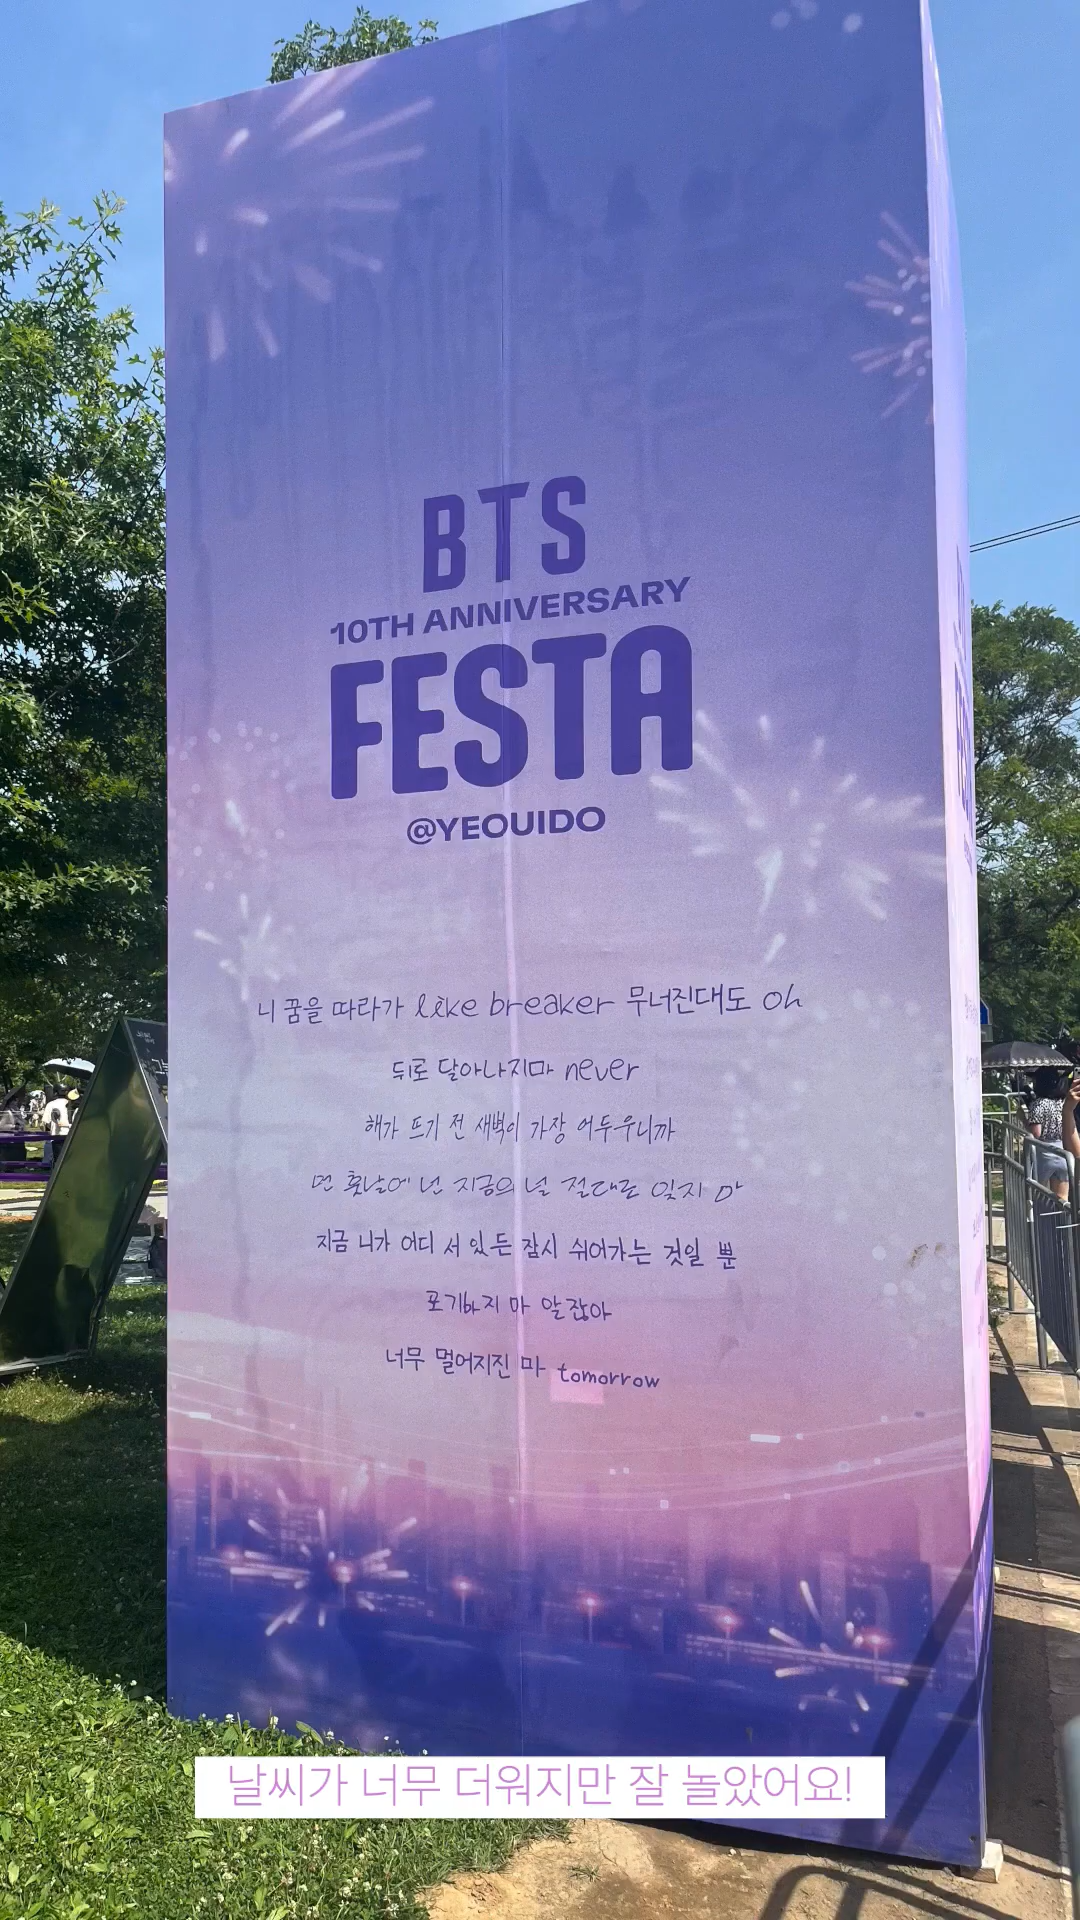 BTS
10TH ANNIVERSARY
FESTA
@YEOUIDO
니 꿈을 따라가 like breaker 무너진대도 oh
뒤로 달아나지마 never
해가 뜨기 전 새벽이 가장 어두우니까
먼 훗날에 넌 지금의 널 절대로 잊지 마
지금 니가 어디 서 있든 잠시 쉬어가는 것일 뿐
포기하지 마 알잖아
너무 멀어지진 마 tomorrow
날씨가 너무 더워지만 잘 놀았어요!